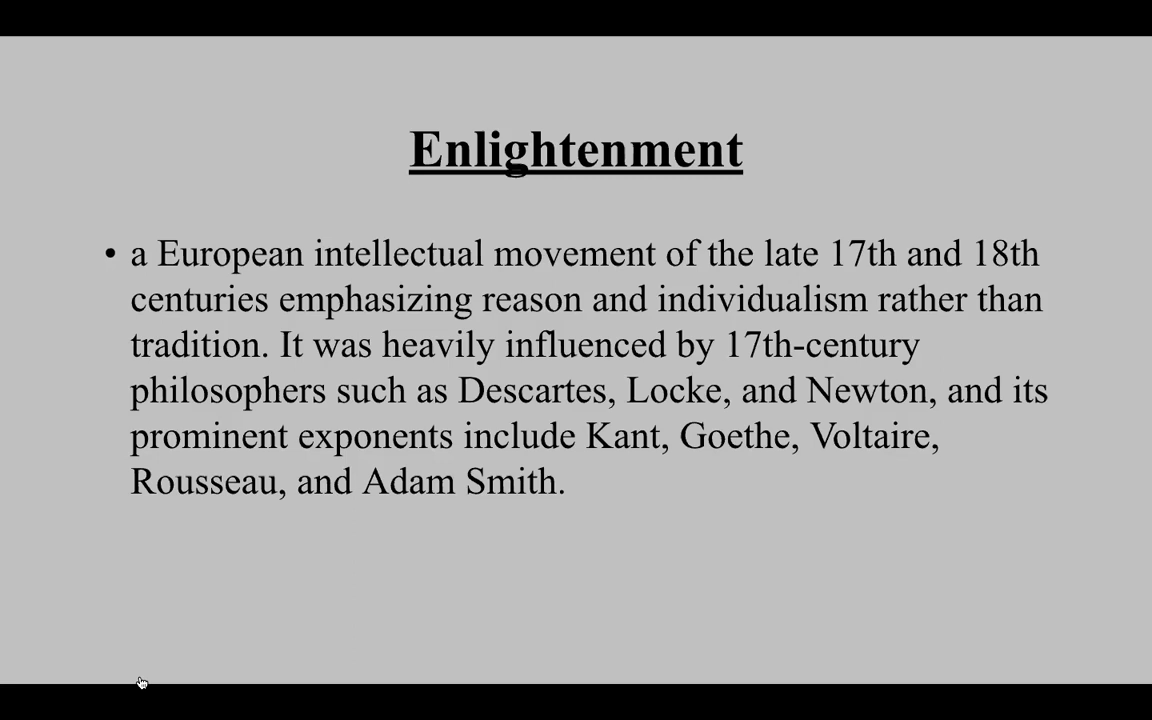 Enlightenment
• a European intellectual movement of the late 17th and 18th
centuries emphasizing reason and individualism rather than
tradition. It was heavily influenced by 17th-century
philosophers such as Descartes, Locke, and Newton, and its
prominent exponents include Kant, Goethe, Voltaire,
Rousseau, and Adam Smith.